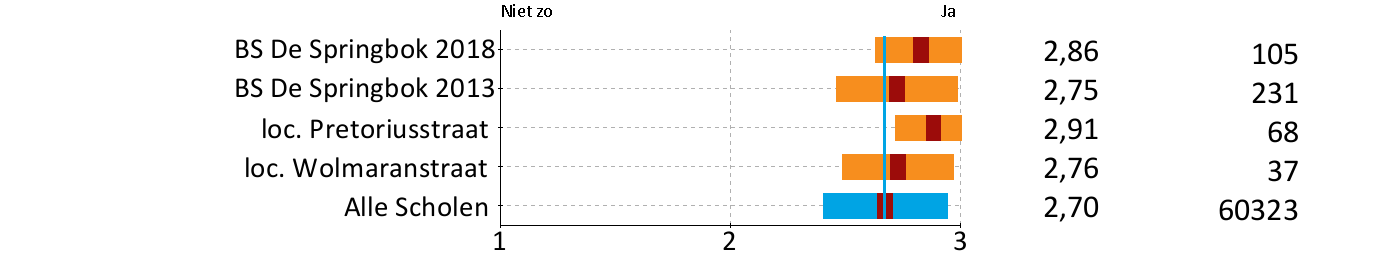 Niet zo Ja
BS De Springbok 2018 2,86 105
BS De Springbok 2013 2,75 231
loc. Pretoriusstraat 2,91 68
loc. Wolmaranstraat 2,76 37
Alle Scholen 2,70 60323
1 2 3